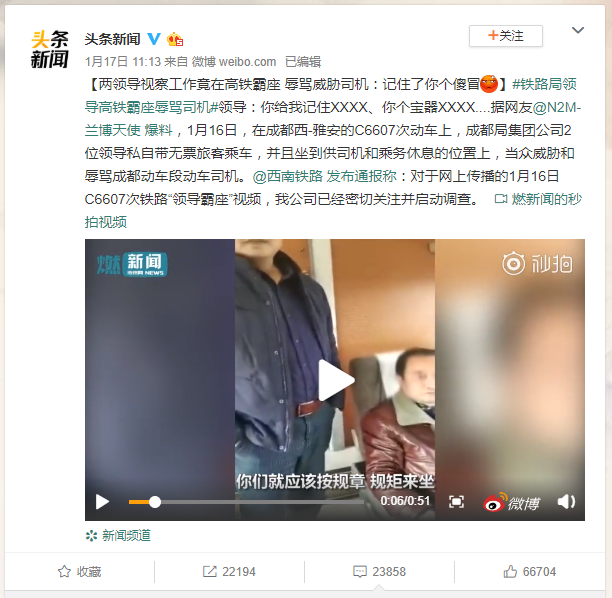 头条
新闻
头条新闻
+关注
1月17日 11:13 来自 微博 weibo.com 已编辑
【两领导视察工作竟在高铁霸座 辱骂威胁司机：记住了你个傻冒】#铁路局领
导高铁霸座辱骂司机#领导：你给我记住XXXX、你个宝器XXXX....据网友@N2M-
兰博天使 爆料，1月16日，在成都西-雅安的C6607次动车上，成都局集团公司2
位领导私自带无票旅客乘车，并且坐到供司机和乘务休息的位置上，当众威胁和
辱骂成都动车段动车司机。@西南铁路 发布通报称：对于网上传播的1月16日
C6607次铁路“领导霸座”视频，我公司已经密切关注并启动调查。 燃新闻的秒
拍视频
燃新闻
秒拍
你们就应该按规章 规矩来坐
0:06/0:51
微博
新闻频道
收藏
22194
23858
66704